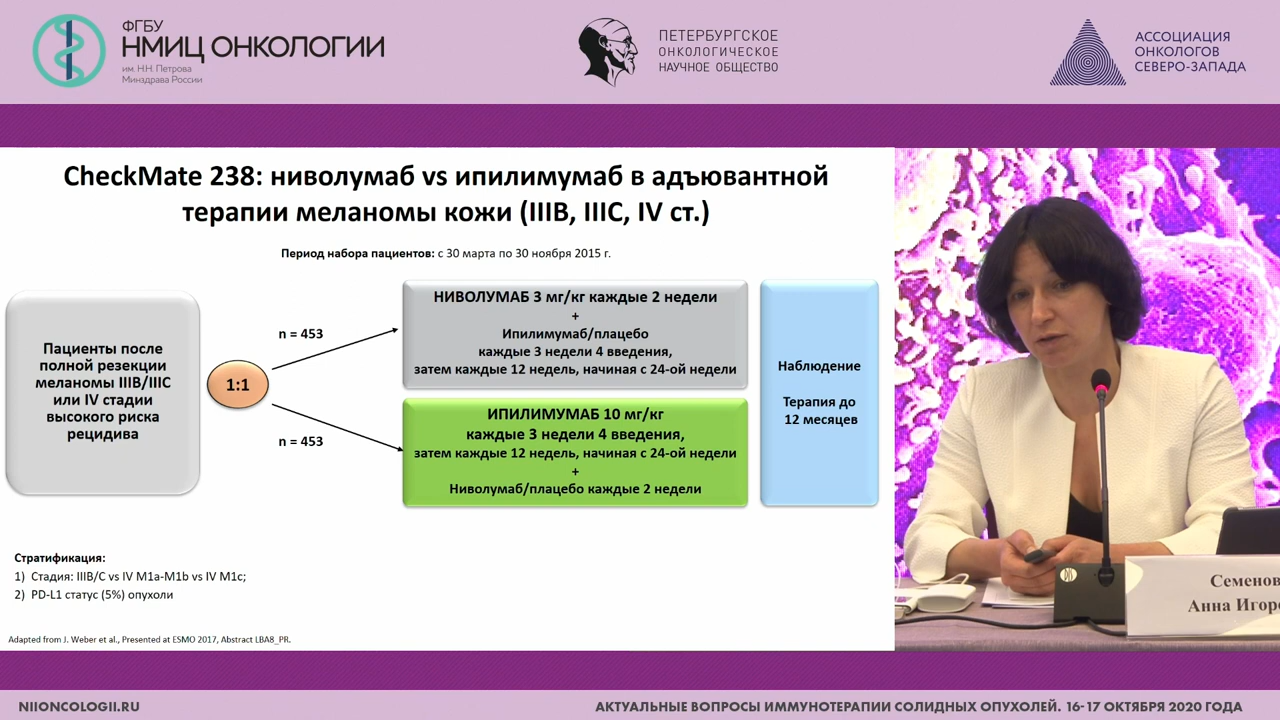 ФГБУ
НМИЦ ОНКОЛОГИИ
им. Н.Н. Петрова
Минздрава России
ПЕТЕРБУРГСКОЕ
ОНКОЛОГИЧЕСКОЕ
НАУЧНОЕ ОБЩЕСТВО
АССОЦИАЦИЯ
ОНКОЛОГОВ
СЕВЕРО-ЗАПАДА
CheckMate 238: ниволумаб vs ипилимумаб в адъювантной
терапии меланомы кожи (IIIB, IIIC, IV ст.)
Период набора пациентов: с 30 марта по 30 ноября 2015 г.
Пациенты после
полной резекции
меланомы IIIB/IIIC
или IV стадии
высокого риска
рецидива
1:1
n = 453
n = 453
НИВОЛУМАБ 3 мг/кг каждые 2 недели
+
Ипилимумаб/плацебо
каждые 3 недели 4 введения,
затем каждые 12 недель, начиная с 24-ой недели
ИПИЛИМУМАБ 10 мг/кг
каждые 3 недели 4 введения,
затем каждые 12 недель, начиная с 24-ой недели
+
Ниволумаб/плацебо каждые 2 недели
Наблюдение
Терапия до
12 месяцев
Стратификация:
1) Стадия: IIIB/C vs IV M1a-M1b vs IV M1c;
2) PD-L1 статус (5%) опухоли
Adapted from J. Weber et al., Presented at ESMO 2017, Abstract LBA8_PR.
Семенов
Анна Игоре
NIIONCOLOGII.RU
АКТУАЛЬНЫЕ ВОПРОСЫ ИММУНОТЕРАПИИ СОЛИДНЫХ ОПУХОЛЕЙ. 16-17 ОКТЯБРЯ 2020 ГОДА